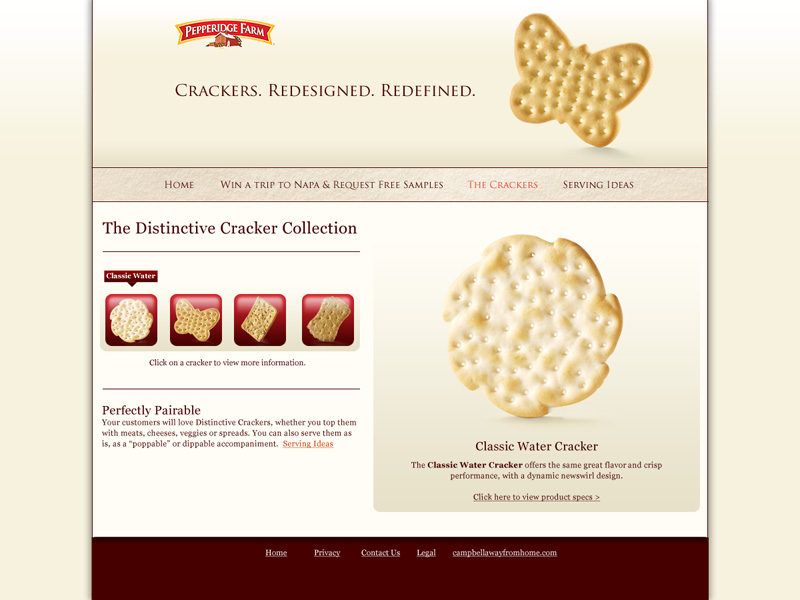 PEPPERIDGE FARM
Crackers. Redesigned. Redefined.
Home Win a trip to Napa & Request Free Samples The Crackers Serving Ideas
The Distinctive Cracker Collection
Classic Water
Click on a cracker to view more information.
Perfectly Pairable
Your customers will love Distinctive Crackers, whether you top them
with meats, cheeses, veggies or spreads. You can also serve them as
is, as a “poppable” or dippable accompaniment. Serving Ideas
Classic Water Cracker
The Classic Water Cracker offers the same great flavor and crisp
performance, with a dynamic newswirl design.
Click here to view product specs >
Home Privacy Contact Us Legal campbellawayfromhome.com